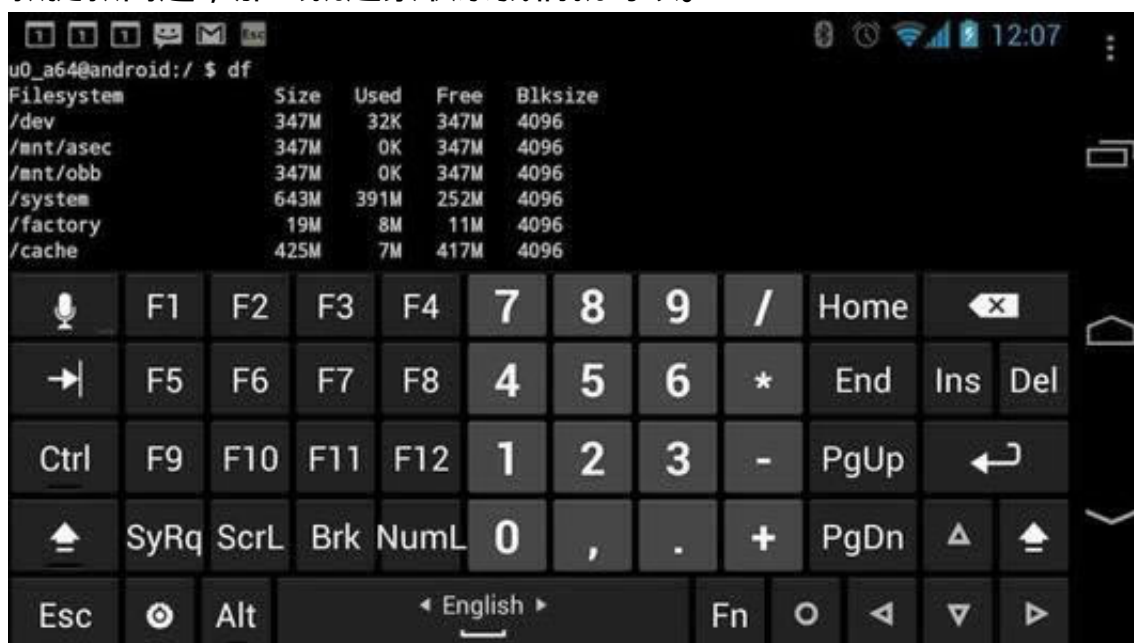 1 1 1 Esc 12:07
u0_a64@android:/ $ df
Filesystem Size Used Free Blksize
/dev 347M 32K 347M 4096
/mnt/asec 347M 0K 347M 4096
/mnt/obb 347M 0K 347M 4096
/system 643M 391M 252M 4096
/factory 19M 8M 11M 4096
/cache 425M 7M 417M 4096
F1 F2 F3 F4 7 8 9 / Home
F5 F6 F7 F8 4 5 6 * End Ins Del
Ctrl F9 F10 F11 F12 1 2 3 - PgUp
SyRq ScrL Brk NumL 0 , . + PgDn
Esc Alt English Fn